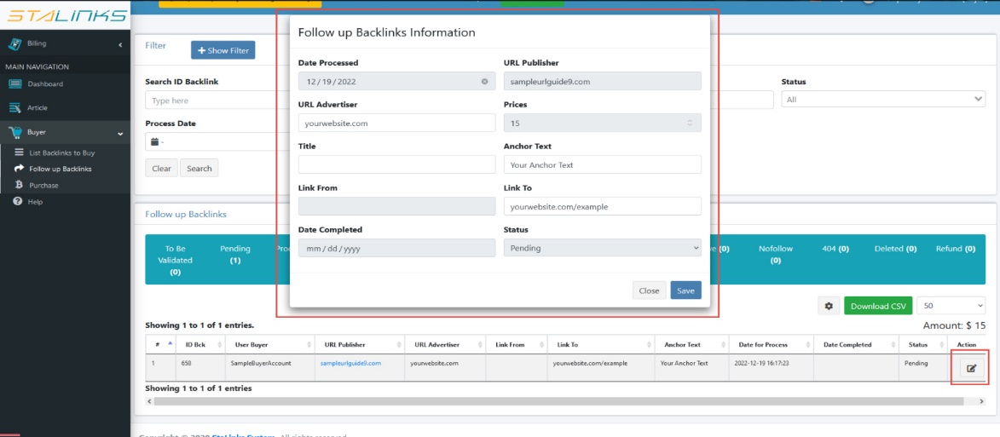 STALINKS
Billing
MAIN NAVIGATION
Dashboard
Article
Buyer
List Backlinks to Buy
Follow up Backlinks
Purchase
Help
Filter
+ Show Filter
Search ID Backlink
Type here
Process Date
-
Clear
Search
Status
All
Follow up Backlinks Information
Date Processed
12 / 19 / 2022
URL Publisher
sampleurlguide9.com
URL Advertiser
yourwebsite.com
Prices
15
Title
Anchor Text
Your Anchor Text
Link From
Link To
yourwebsite.com/example
Date Completed
mm / dd / yyyy
Status
Pending
Close
Save
Follow up Backlinks
To Be Validated (0)
Pending (1)
(0)
Nofollow (0)
404 (0)
Deleted (0)
Refund (0)
Download CSV
50
Showing 1 to 1 of 1 entries.
Amount: $ 15
# ID Bck User Buyer URL Publisher URL Advertiser Link From Link To Anchor Text Date for Process Date Completed Status Action
1 658 SampleBuyerAccount sampleurlguide9.com yourwebsite.com yourwebsite.com/example Your Anchor Text 2022-12-19 16:17:23 Pending
Showing 1 to 1 of 1 entries
Copyright © 2020 StaLinks System. All rights reserved.